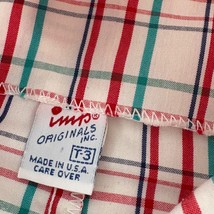 imp
ORIGINALS
INC.
T-3
MADE IN U.S.A.
CARE OVER